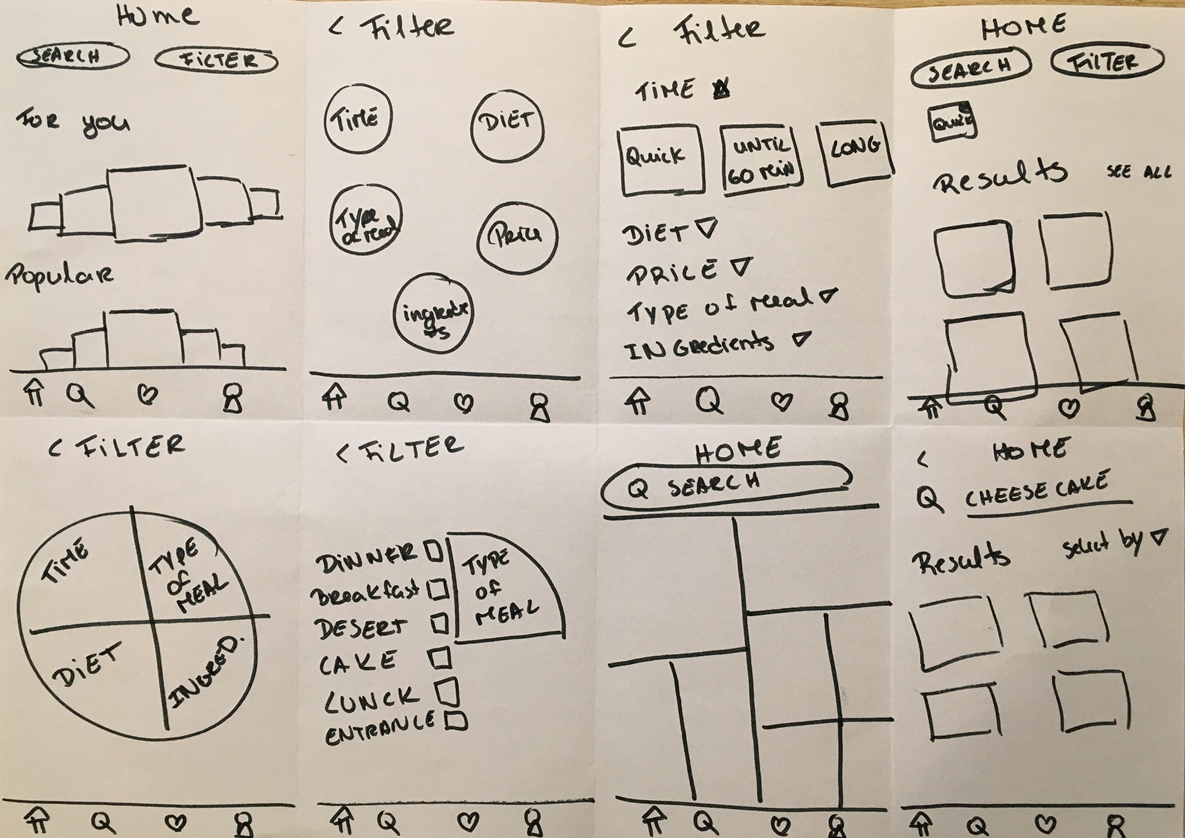 Home
SEARCH FILTER
FOR YOU
Popular
< Filter
TIME DIET
Type of meal
Price
ingredients
< Filter
TIME
Quick UNTIL 60 min LONG
DIET ▽
PRICE ▽
TYPE of meal ▽
INGredients ▽
HOME
SEARCH FILTER
Quick
Results SEE ALL
< FILTER
TIME TYPE OF MEAL
DIET INGRED.
< FILTER
DINNER
Breakfast
DESERT
CAKE
LUNCK
ENTRANCE
TYPE OF MEAL
HOME
SEARCH
< HOME
CHEESE CAKE
Results select by ▽